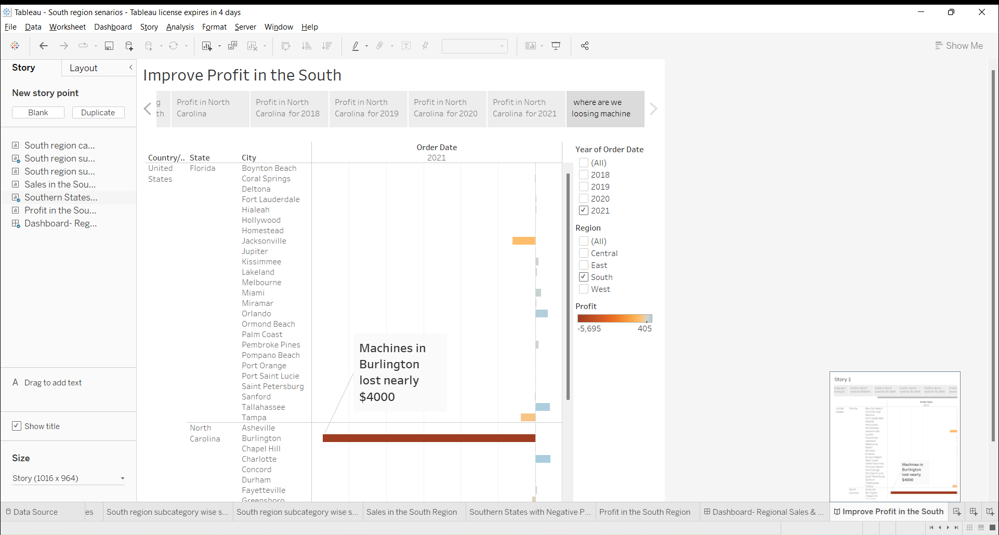 Tableau - South region senarios - Tableau license expires in 4 days
File Data Worksheet Dashboard Story Analysis Format Server Window Help
Show Me
Story Layout
New story point
Blank Duplicate
South region ca...
South region su...
South region su...
Sales in the Sou...
Southern States...
Profit in the Sou...
Dashboard- Reg...
A Drag to add text
Show title
Size
Story (1016 x 964)
Improve Profit in the South
g
th
Profit in North
Carolina
Profit in North
Carolina for 2018
Profit in North
Carolina for 2019
Profit in North
Carolina for 2020
Profit in North
Carolina for 2021
where are we
loosing machine
Order Date
Country/.. State City 2021
United
States
Florida
Boynton Beach
Coral Springs
Deltona
Fort Lauderdale
Hialeah
Hollywood
Homestead
Jacksonville
Jupiter
Kissimmee
Lakeland
Melbourne
Miami
Miramar
Orlando
Ormond Beach
Palm Coast
Pembroke Pines
Pompano Beach
Port Orange
Port Saint Lucie
Saint Petersburg
Sanford
Tallahassee
Tampa
North
Carolina
Asheville
Burlington
Chapel Hill
Charlotte
Concord
Durham
Fayetteville
Greensboro
Machines in
Burlington
lost nearly
$4000
Year of Order Date
(All)
2018
2019
2020
2021
Region
(All)
Central
East
South
West
Profit
-5,695 405
Story 1
Order Date
2021
Machines in
Burlington
lost nearly
$4000
Data Source
es
South region subcategory wise s...
South region subcategory wise s...
Sales in the South Region
Southern States with Negative P...
Profit in the South Region
Dashboard- Regional Sales & ...
Improve Profit in the South